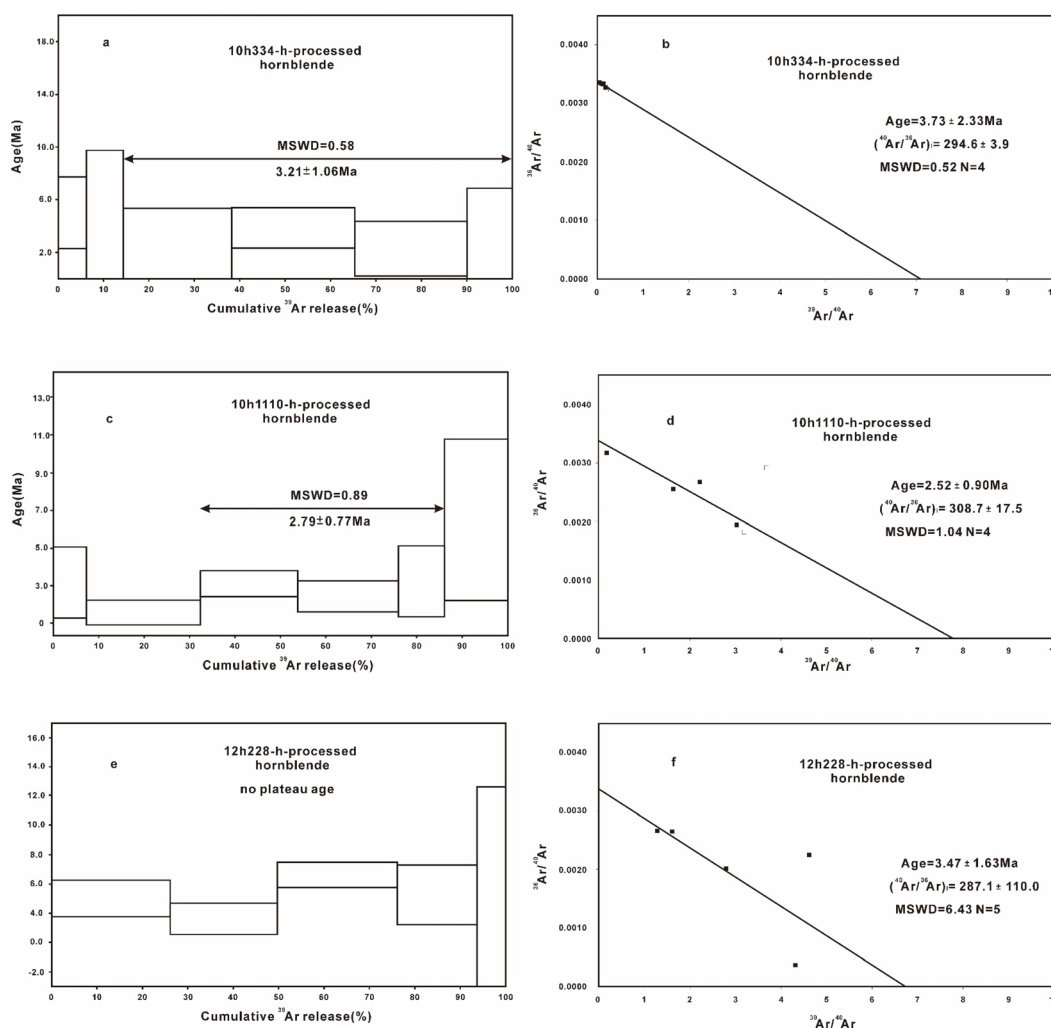 a
10h334-h-processed
hornblende
MSWD=0.58
3.21±1.06Ma
Age(Ma)
18.0
14.0
10.0
6.0
2.0
0 10 20 30 40 50 60 70 80 90 100
Cumulative ³⁹Ar release(%)
b
10h334-h-processed
hornblende
Age=3.73±2.33Ma
(⁴⁰Ar/³⁶Ar)ᵢ=294.6±3.9
MSWD=0.52 N=4
³⁶Ar/⁴⁰Ar
0.0040
0.0030
0.0020
0.0010
0.0000
0 1 2 3 4 5 6 7 8 9 10
³⁹Ar/⁴⁰Ar
c
10h1110-h-processed
hornblende
MSWD=0.89
2.79±0.77Ma
Age(Ma)
13.0
11.0
9.0
7.0
5.0
3.0
0
0 10 20 30 40 50 60 70 80 90 100
Cumulative ³⁹Ar release(%)
d
10h1110-h-processed
hornblende
Age=2.52±0.90Ma
(⁴⁰Ar/³⁶Ar)ᵢ=308.7±17.5
MSWD=1.04 N=4
³⁶Ar/⁴⁰Ar
0.0040
0.0030
0.0020
0.0010
0.0000
0 1 2 3 4 5 6 7 8 9 10
³⁹Ar/⁴⁰Ar
e
12h228-h-processed
hornblende
no plateau age
Age(Ma)
16.0
14.0
12.0
10.0
8.0
6.0
4.0
0.0
-2.0
0 10 20 30 40 50 60 70 80 90 100
Cumulative ³⁹Ar release(%)
f
12h228-h-processed
hornblende
Age=3.47±1.63Ma
(⁴⁰Ar/³⁶Ar)ᵢ=287.1±110.0
MSWD=6.43 N=5
³⁶Ar/⁴⁰Ar
0.0040
0.0030
0.0020
0.0010
0.0000
0 1 2 3 4 5 6 7 8 9 10
³⁹Ar/⁴⁰Ar